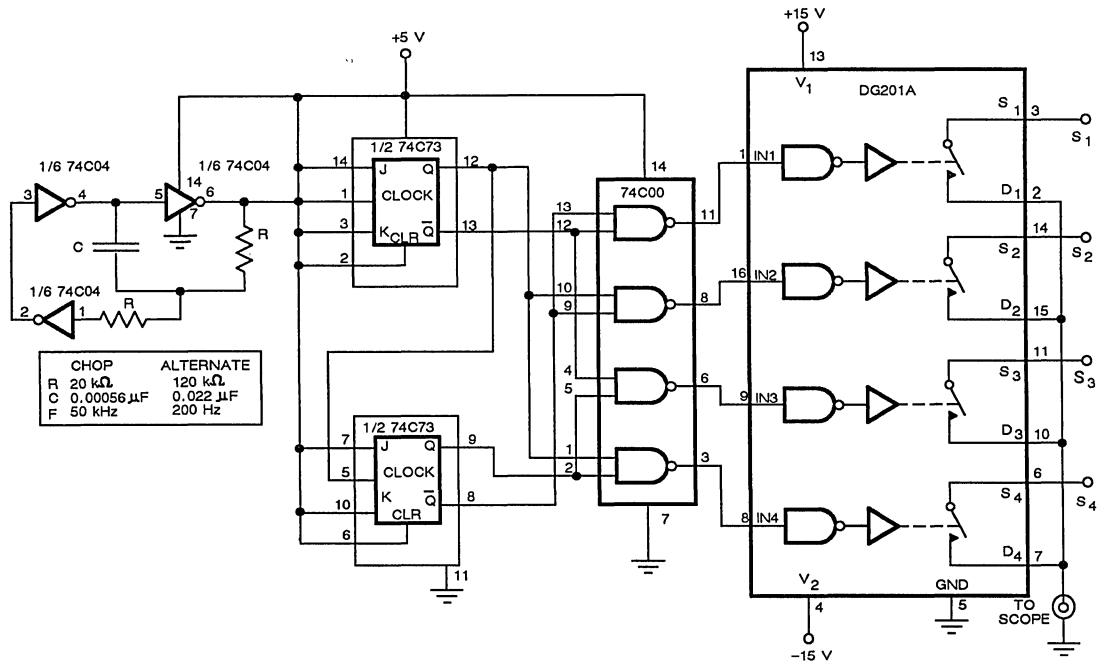 +15 V
13
V1
DG201A
+5 V
1/6 74C04
3
4
C
5
14
7
6
1/6 74C04
R
1/6 74C04
2
1
R
CHOP ALTERNATE
R 20 kΩ 120 kΩ
C 0.00056 µF 0.022 µF
F 50 kHz 200 Hz
1/2 74C73
14 J Q 12
1 CLOCK
3 K Q̅ 13
CLR
2
1/2 74C73
7 J Q 9
5 CLOCK
K
10 Q̅ 8
CLR
6
11
14
74C00
13
12
11
10
9
8
4
5
6
1
2
3
7
1 IN1
16 IN2
9 IN3
8 IN4
S1 3
S1
D1 2
S2 14
S2
D2 15
S3 11
S3
D3 10
S4 6
S4
D4 7
V2
4
-15 V
GND
5
TO
SCOPE